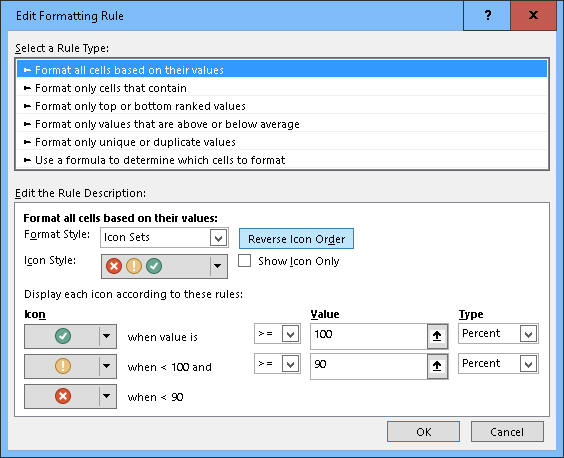 Edit Formatting Rule
?
Select a Rule Type:
► Format all cells based on their values
► Format only cells that contain
► Format only top or bottom ranked values
► Format only values that are above or below average
► Format only unique or duplicate values
► Use a formula to determine which cells to format
Edit the Rule Description:
Format all cells based on their values:
Format Style: Icon Sets Reverse Icon Order
Icon Style: Show Icon Only
Display each icon according to these rules:
Icon Value Type
when value is >= 100 Percent
when < 100 and >= 90 Percent
when < 90
OK Cancel